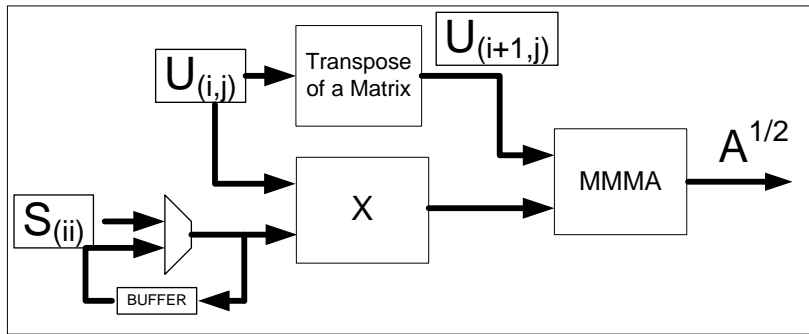 U(i,j)
Transpose
of a Matrix
U(i+1,j)
MMMA
A1/2
X
S(ii)
BUFFER